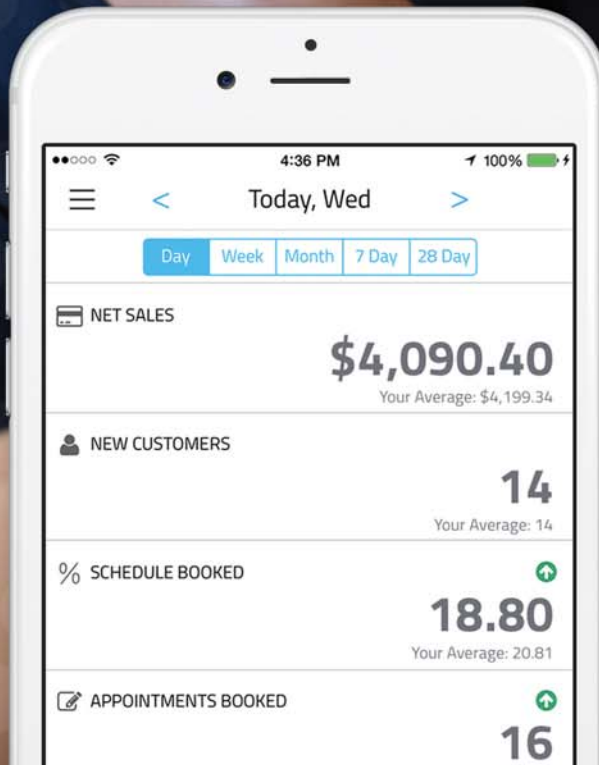 4:36 PM 100%
< Today, Wed >
Day Week Month 7 Day 28 Day
NET SALES
$4,090.40
Your Average: $4,199.34
NEW CUSTOMERS
14
Your Average: 14
% SCHEDULE BOOKED
18.80
Your Average: 20.81
APPOINTMENTS BOOKED
16